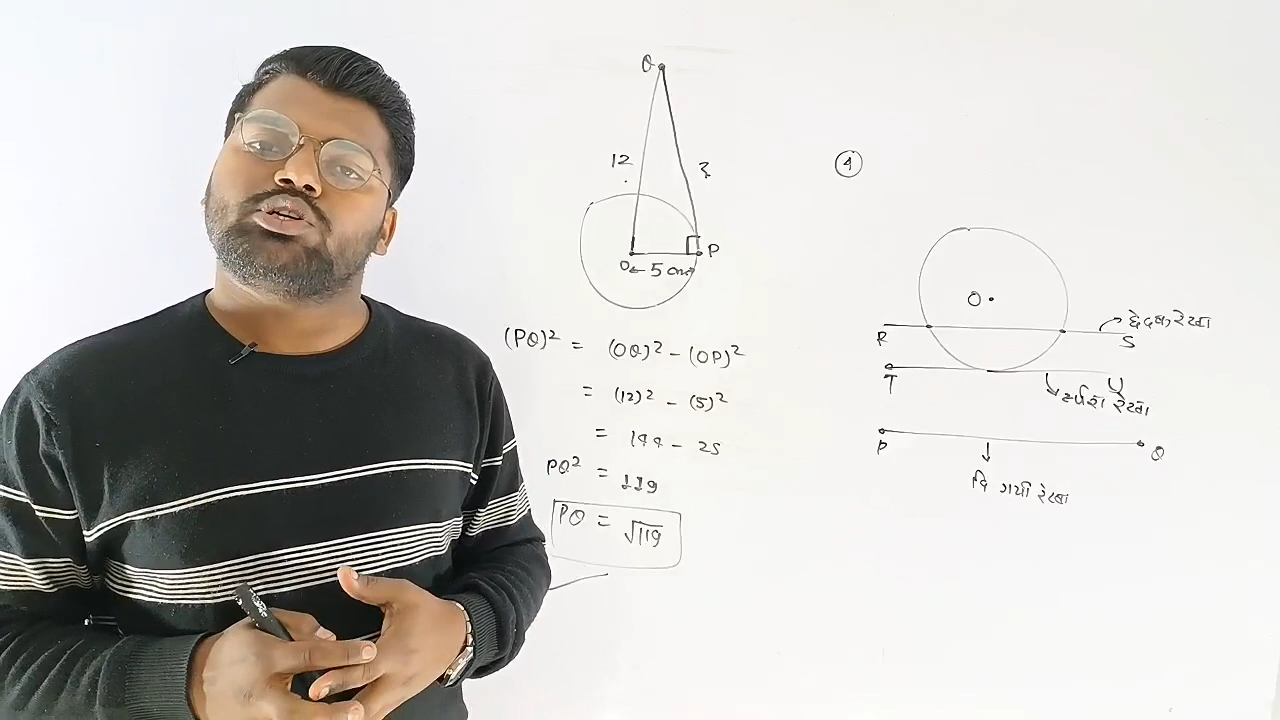 Q
12
?
O
← 5 cm →
P
(PQ)² = (OQ)² - (OP)²
= (12)² - (5)²
= 144 - 25
PQ² = 119
PQ = √119
4
O
R
S
छेदक रेखा
T
U
स्पर्श रेखा
P
Q
दि गयी रेखा